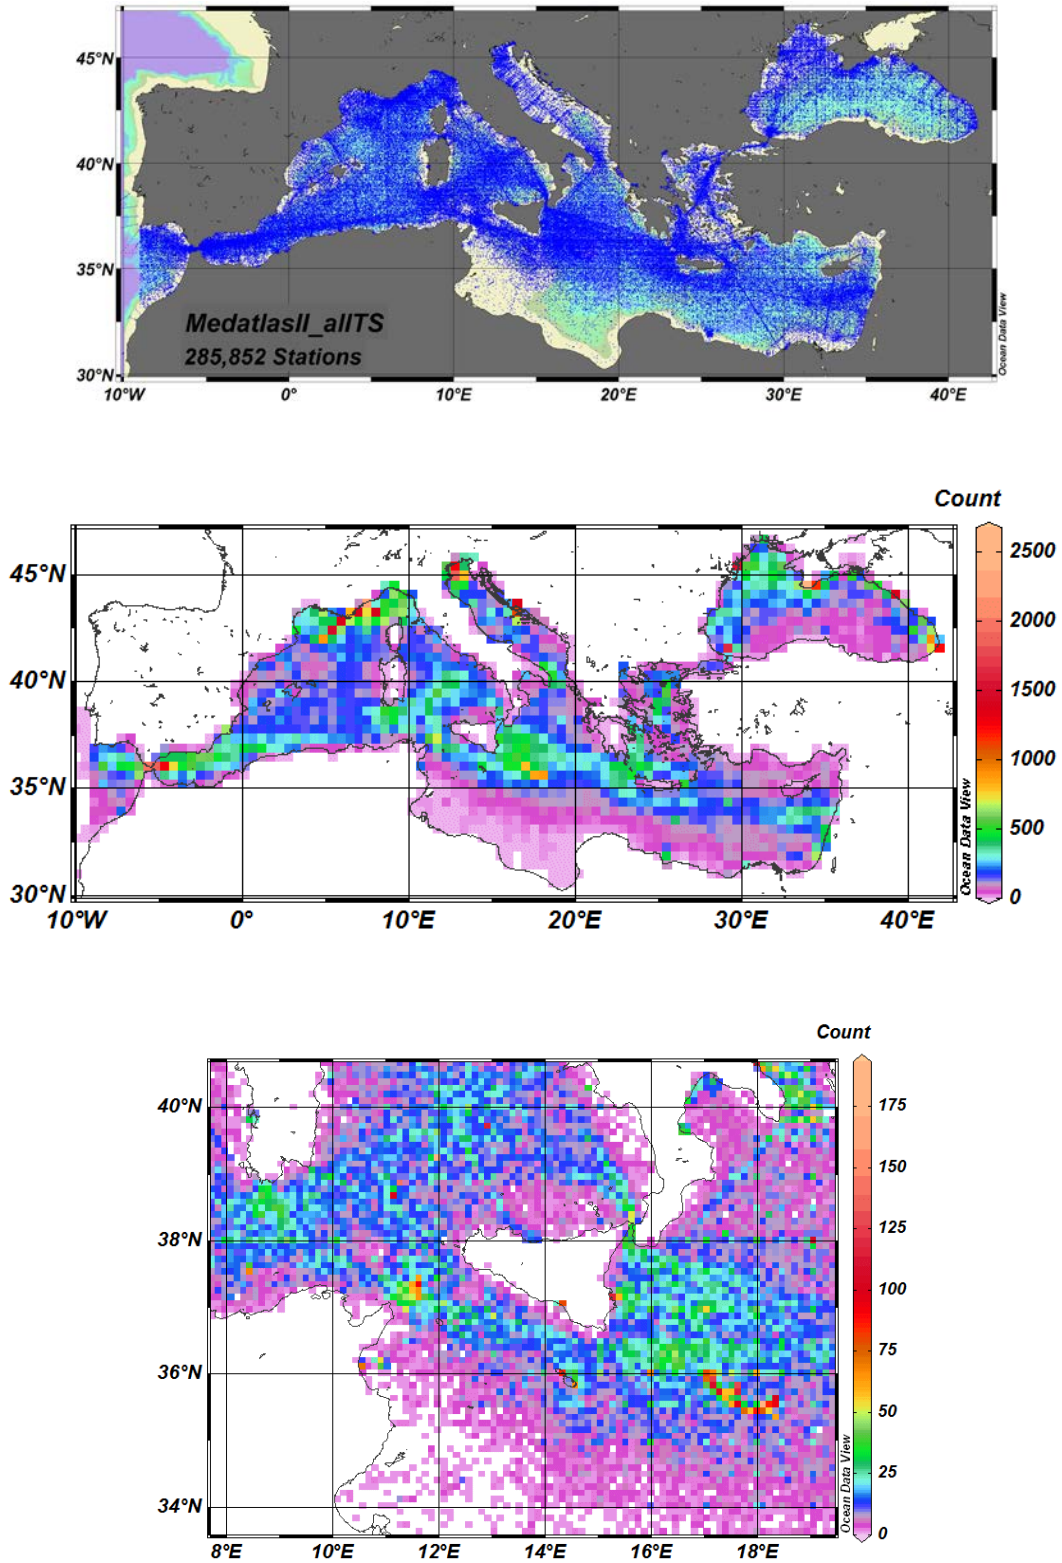 45°N
40°N
35°N
30°N
MedatlasII_allTS
285,852 Stations
Ocean Data View
10°W 0° 10°E 20°E 30°E 40°E
Count
45°N
40°N
35°N
30°N
2500
2000
1500
1000
500
0
Ocean Data View
10°W 0° 10°E 20°E 30°E 40°E
Count
40°N
38°N
36°N
34°N
175
150
125
100
75
50
25
0
Ocean Data View
8°E 10°E 12°E 14°E 16°E 18°E